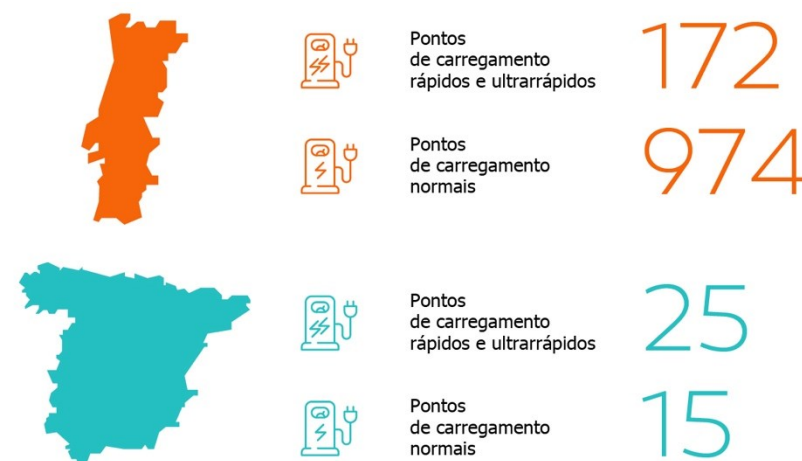 Pontos
de carregamento
rápidos e ultrarrápidos
172
Pontos
de carregamento
normais
974
Pontos
de carregamento
rápidos e ultrarrápidos
25
Pontos
de carregamento
normais
15